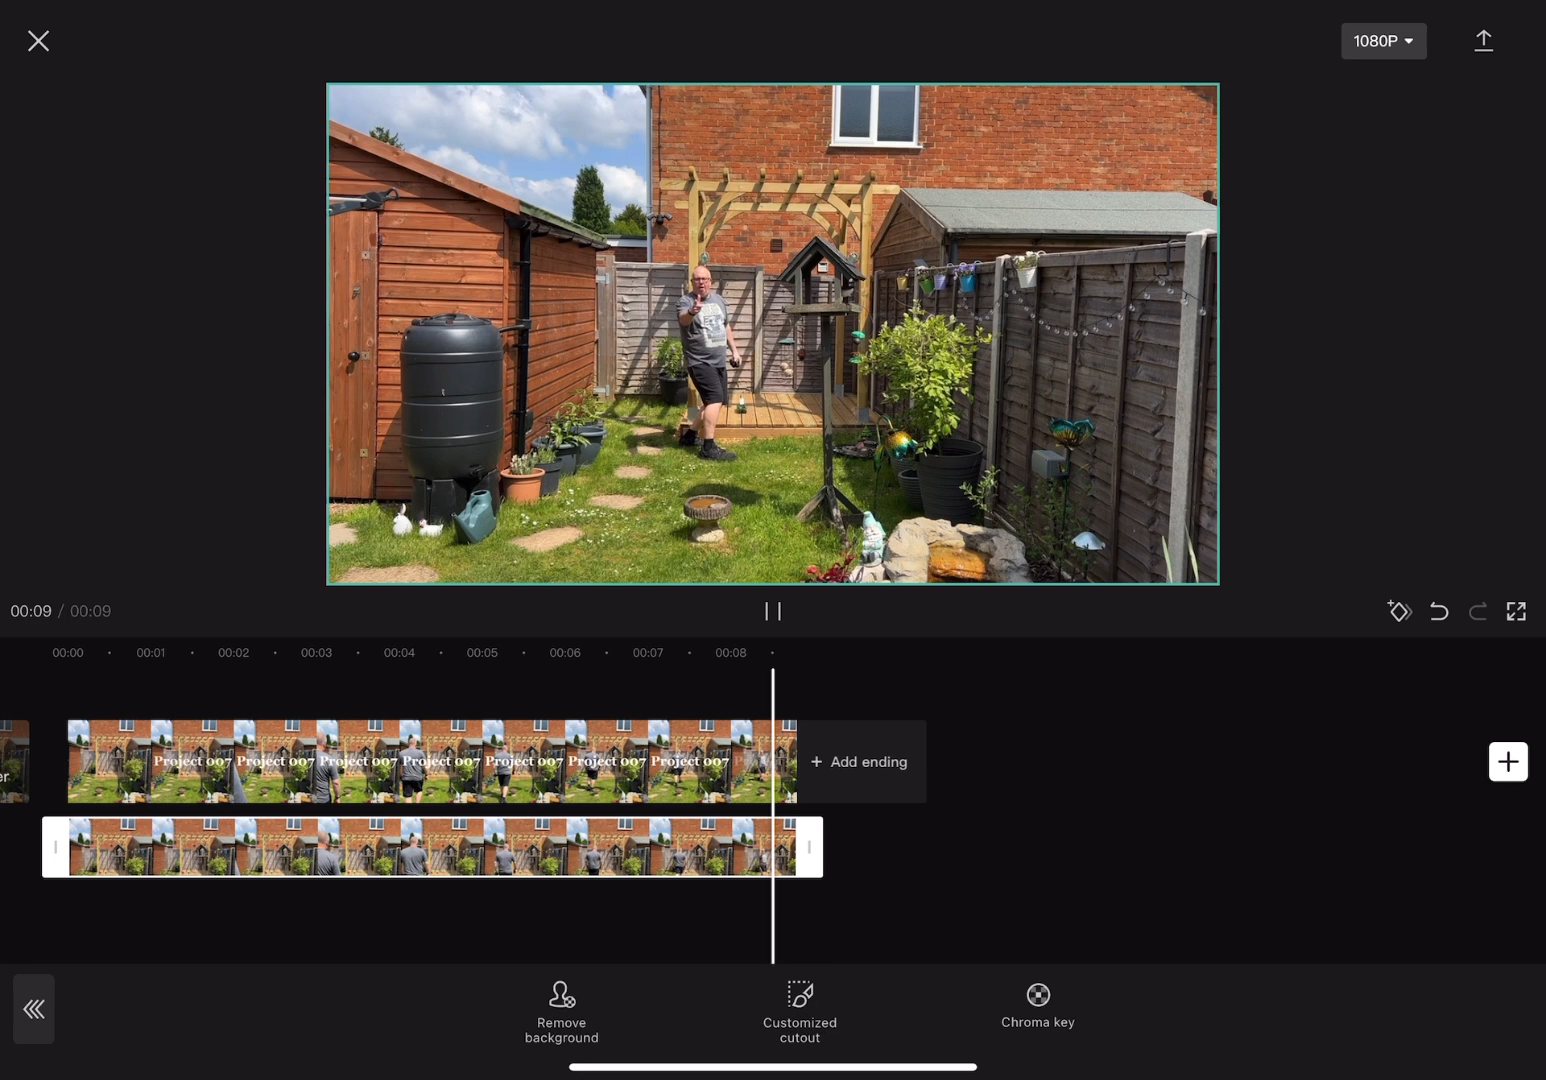 1080P
00:09 / 00:09
00:00 00:01 00:02 00:03 00:04 00:05 00:06 00:07 00:08
er
Project 007 Project 007 Project 007 Project 007 Project 007 Project 007 Project 007
+ Add ending
Remove
background
Customized
cutout
Chroma key